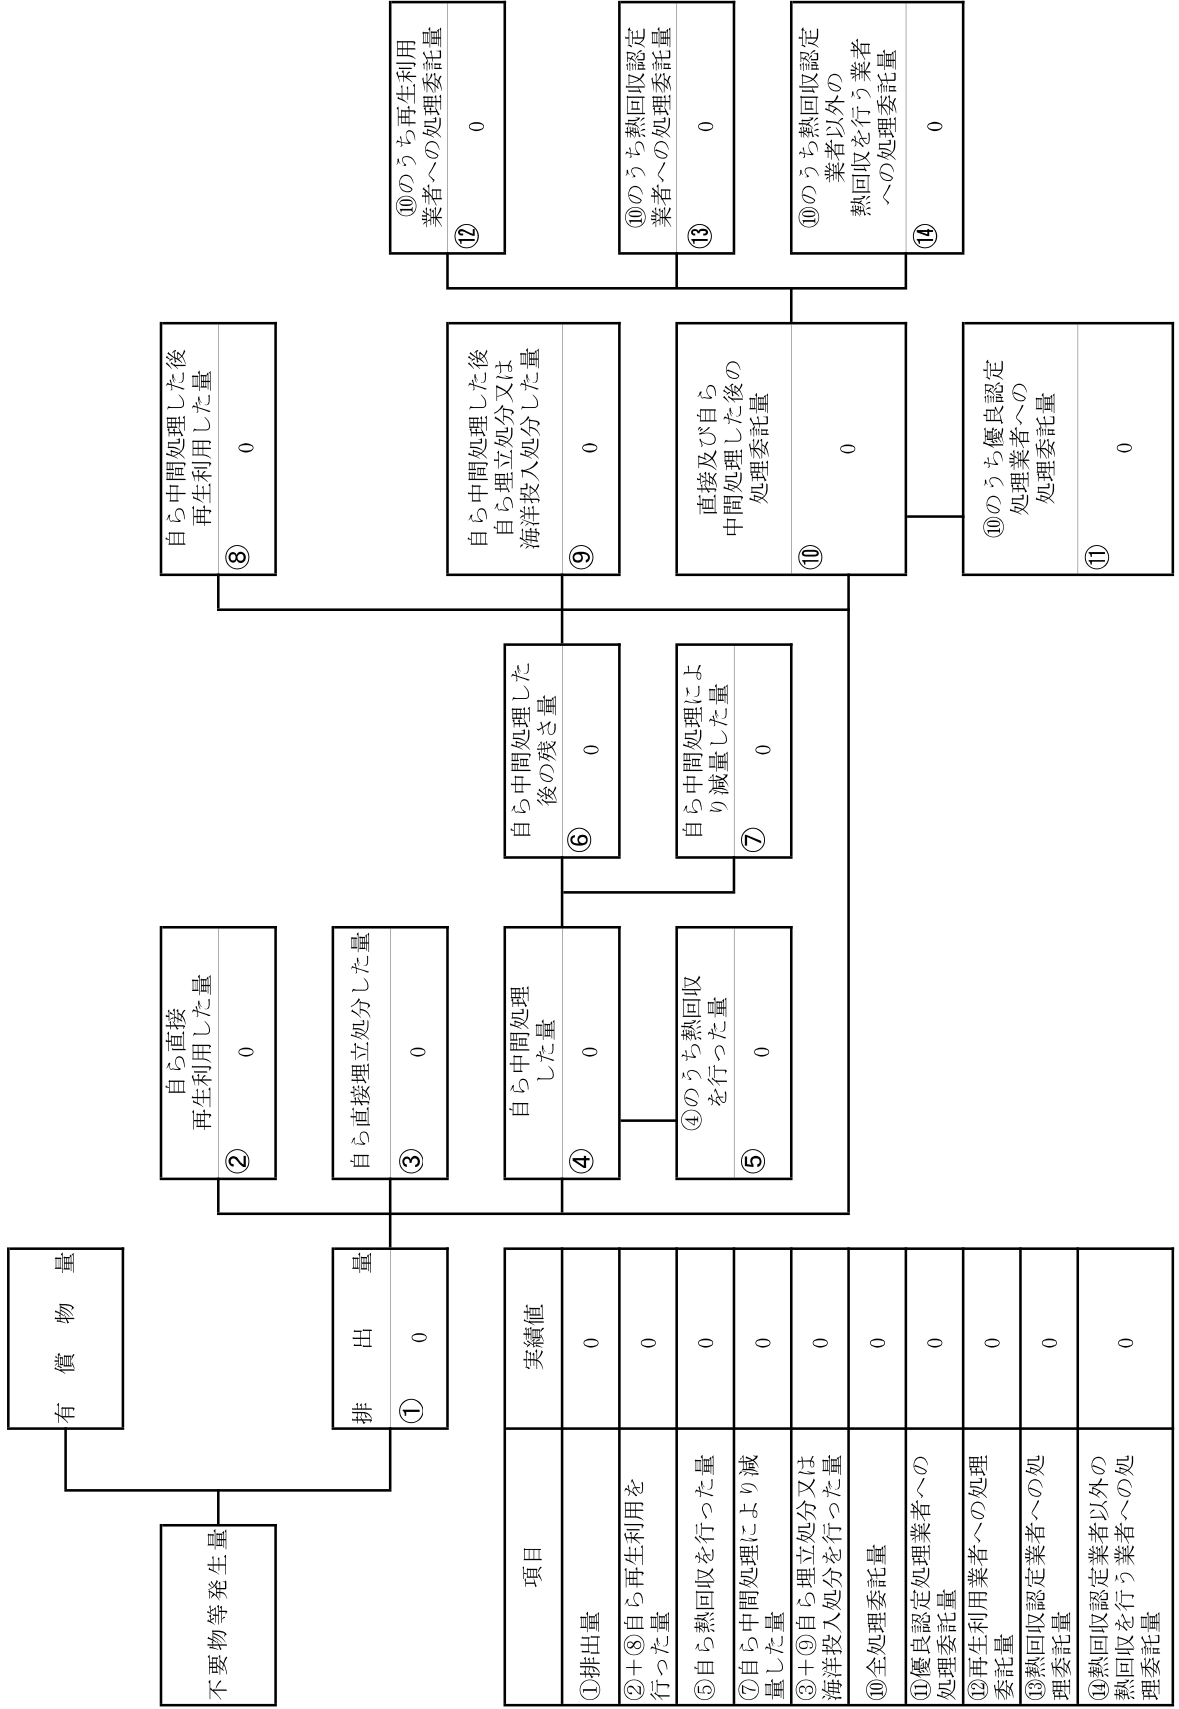 不要物等発生量
有　償　物　量
排　出　量
①
0
自ら直接
再生利用した量
②
0
自ら直接埋立処分した量
③
0
自ら中間処理
した量
④
0
④のうち熱回収
を行った量
⑤
0
自ら中間処理した
後の残さ量
⑥
0
自ら中間処理によ
り減量した量
⑦
0
自ら中間処理した後
再生利用した量
⑧
0
自ら中間処理した後
自ら埋立処分又は
海洋投入処分した量
⑨
0
直接及び自ら
中間処理した後の
処理委託量
⑩
0
⑩のうち優良認定
処理業者への
処理委託量
⑪
0
⑩のうち再生利用
業者への処理委託量
⑫
0
⑩のうち熱回収認定
業者への処理委託量
⑬
0
⑩のうち熱回収認定
業者以外の
熱回収を行う業者
への処理委託量
⑭
0
項目
実績値
①排出量
0
②＋⑧自ら再生利用を
行った量
0
⑤自ら熱回収を行った量
0
⑦自ら中間処理により減
量した量
0
③＋⑨自ら埋立処分又は
海洋投入処分を行った量
0
⑩全処理委託量
0
⑪優良認定処理業者への
処理委託量
0
⑫再生利用業者への処理
委託量
0
⑬熱回収認定業者への処
理委託量
0
⑭熱回収認定業者以外の
熱回収を行う業者への処
理委託量
0